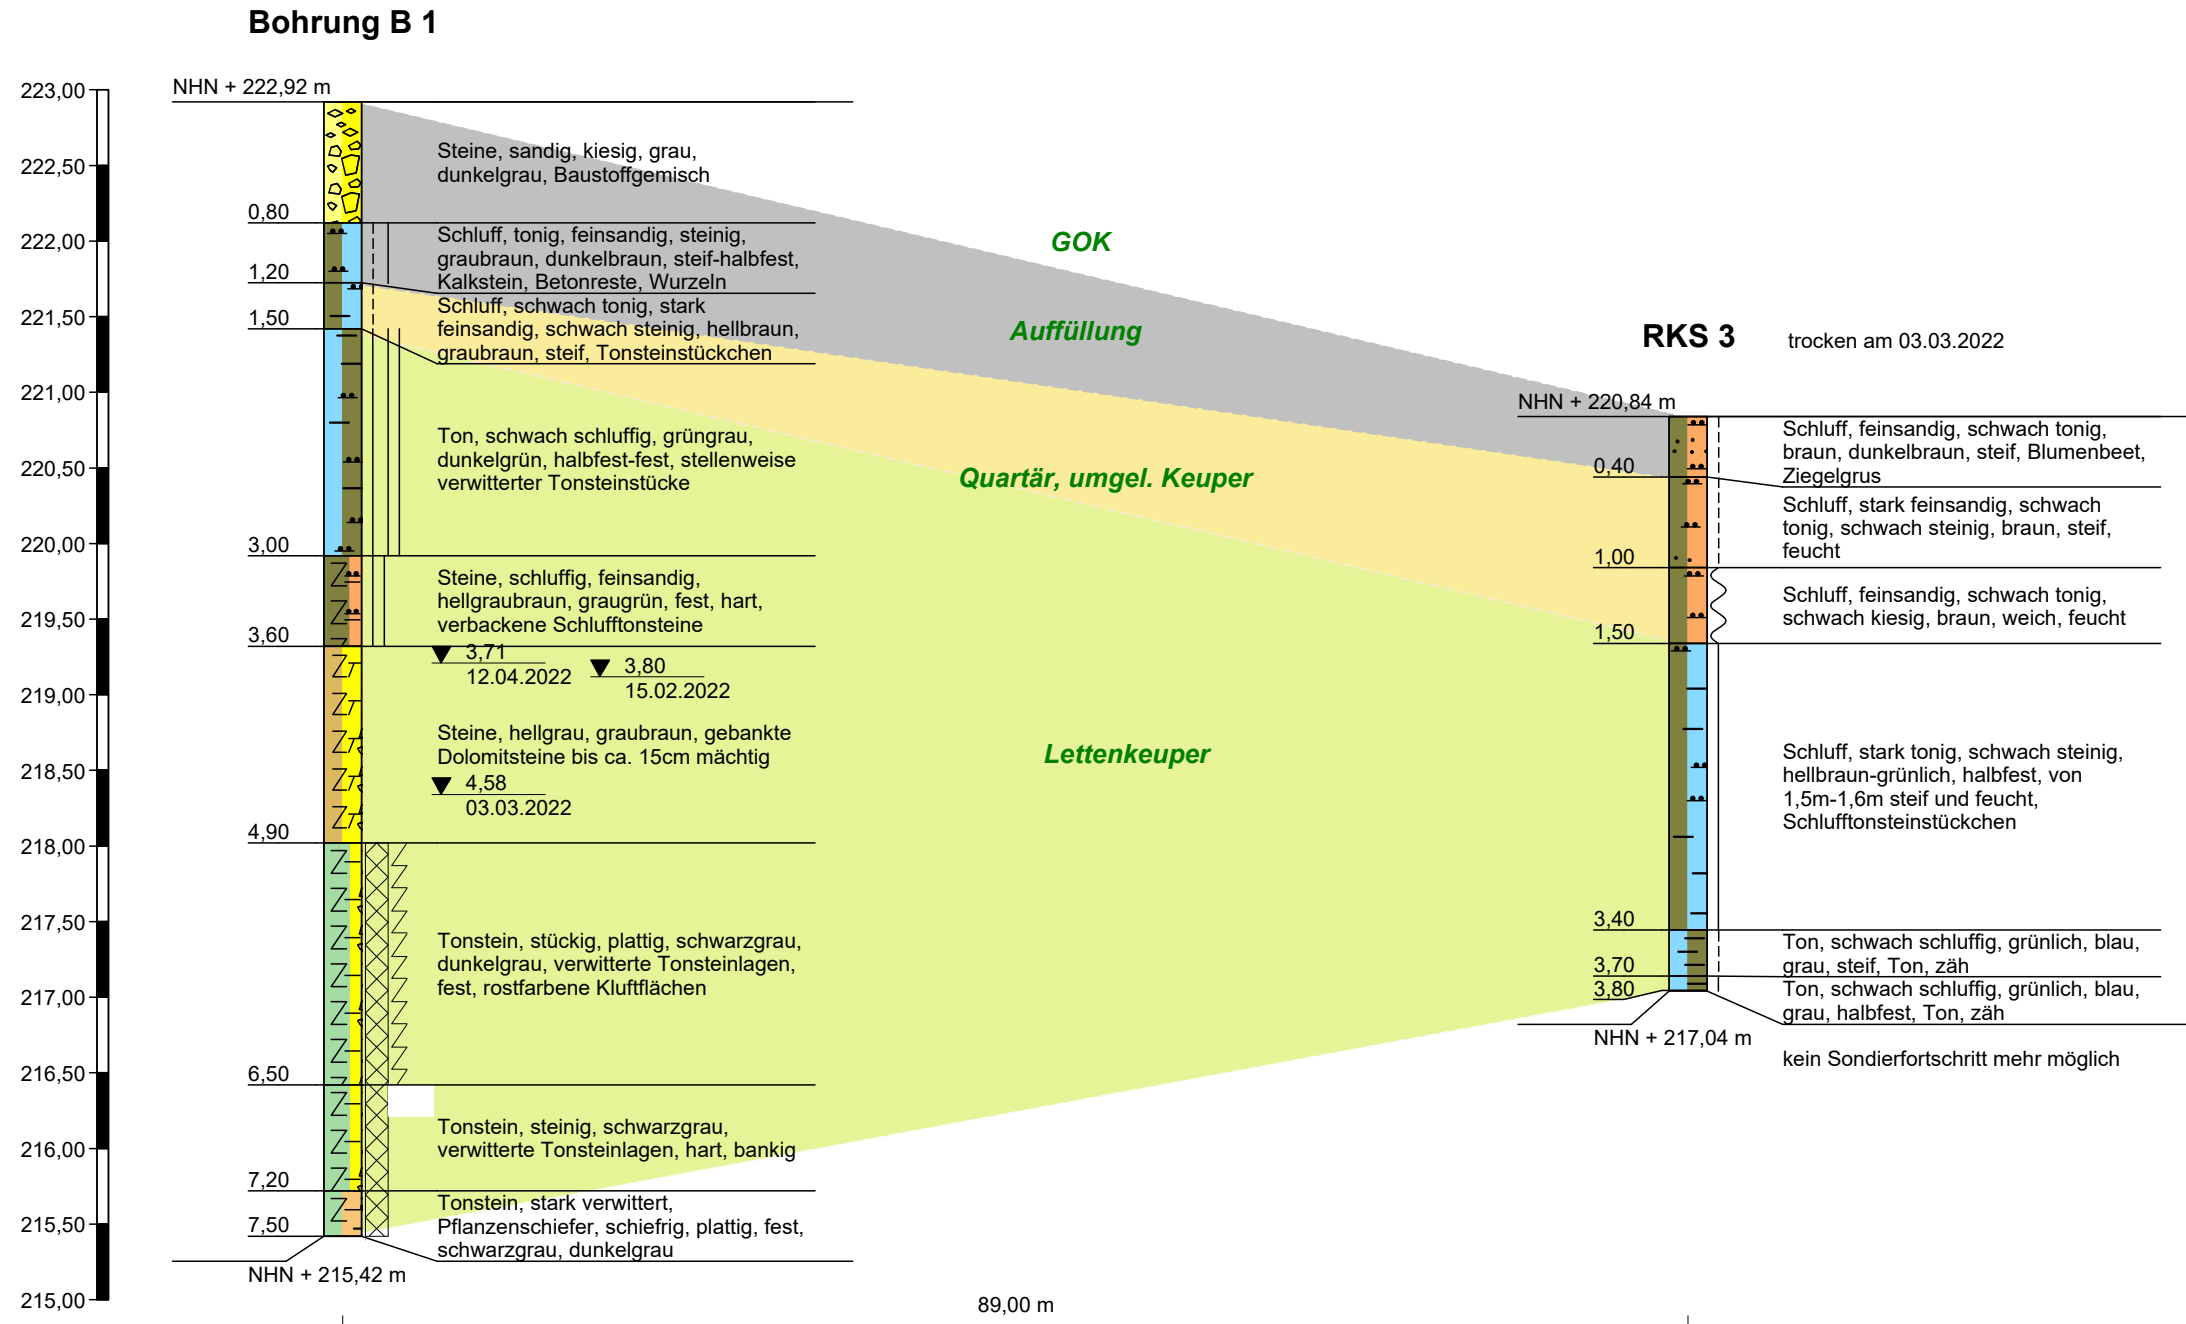 Bohrung B 1
NHN + 222,92 m
223,00
222,50
222,00
221,50
221,00
220,50
220,00
219,50
219,00
218,50
218,00
217,50
217,00
216,50
216,00
215,50
215,00
Steine, sandig, kiesig, grau,
dunkelgrau, Baustoffgemisch
0,80
Schluff, tonig, feinsandig, steinig,
graubraun, dunkelbraun, steif-halbfest,
Kalkstein, Betonreste, Wurzeln
1,20
Schluff, schwach tonig, stark
feinsandig, schwach steinig, hellbraun,
graubraun, steif, Tonsteinstückchen
1,50
Ton, schwach schluffig, grüngrau,
dunkelgrün, halbfest-fest, stellenweise
verwitterter Tonsteinstücke
3,00
Steine, schluffig, feinsandig,
hellgraubraun, graugrün, fest, hart,
verbackene Schlufftonsteine
3,60
3,71
12.04.2022
3,80
15.02.2022
Steine, hellgrau, graubraun, gebankte
Dolomitsteine bis ca. 15cm mächtig
4,58
03.03.2022
4,90
Tonstein, stückig, plattig, schwarzgrau,
dunkelgrau, verwitterte Tonsteinlagen,
fest, rostfarbene Kluftflächen
6,50
Tonstein, steinig, schwarzgrau,
verwitterte Tonsteinlagen, hart, bankig
7,20
Tonstein, stark verwittert,
Pflanzenschiefer, schiefrig, plattig, fest,
schwarzgrau, dunkelgrau
7,50
NHN + 215,42 m
GOK
Auffüllung
Quartär, umgel. Keuper
Lettenkeuper
89,00 m
RKS 3
trocken am 03.03.2022
NHN + 220,84 m
Schluff, feinsandig, schwach tonig,
braun, dunkelbraun, steif, Blumenbeet,
Ziegelgrus
0,40
Schluff, stark feinsandig, schwach
tonig, schwach steinig, braun, steif,
feucht
1,00
Schluff, feinsandig, schwach tonig,
schwach kiesig, braun, weich, feucht
1,50
Schluff, stark tonig, schwach steinig,
hellbraun-grünlich, halbfest, von
1,5m-1,6m steif und feucht,
Schlufftonsteinstückchen
3,40
Ton, schwach schluffig, grünlich, blau,
grau, steif, Ton, zäh
3,70
Ton, schwach schluffig, grünlich, blau,
grau, halbfest, Ton, zäh
3,80
NHN + 217,04 m
kein Sondierfortschritt mehr möglich